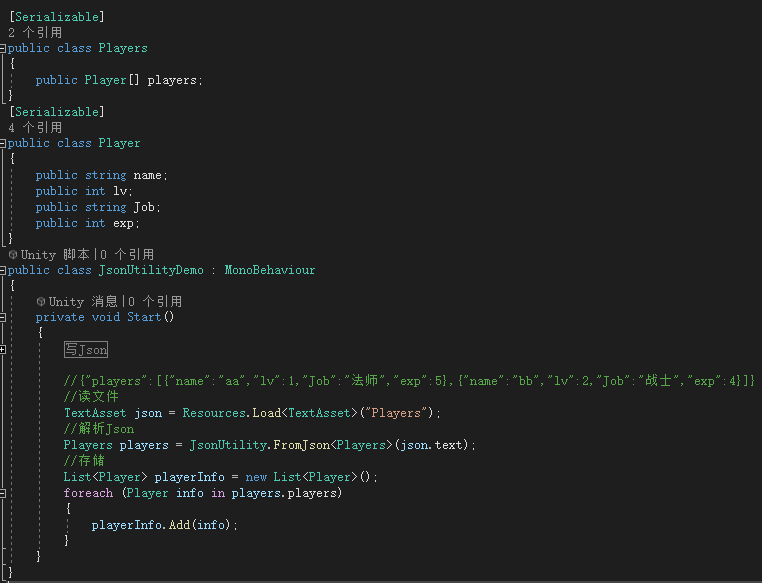 [Serializable]
2 个引用
public class Players
{
public Player[] players;
}
[Serializable]
4 个引用
public class Player
{
public string name;
public int lv;
public string Job;
public int exp;
}
Unity 脚本|0 个引用
public class JsonUtilityDemo : MonoBehaviour
{
Unity 消息|0 个引用
private void Start()
{
写Json
//{"players":[{"name":"aa","lv":1,"Job":"法师","exp":5},{"name":"bb","lv":2,"Job":"战士","exp":4}]}
//读文件
TextAsset json = Resources.Load<TextAsset>("Players");
//解析Json
Players players = JsonUtility.FromJson<Players>(json.text);
//存储
List<Player> playerInfo = new List<Player>();
foreach (Player info in players.players)
{
playerInfo.Add(info);
}
}
}